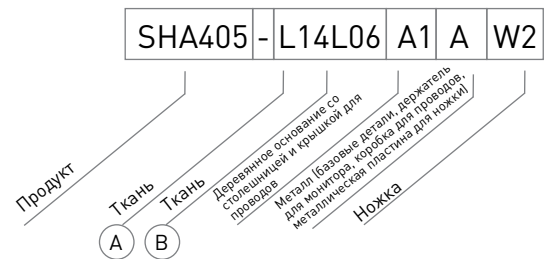 SHA405 - L14L06 A1 A W2
Продукт
Ткань
Ткань
Деревянное основание со
столешницей и крышкой для
проводов
Металл (базовые детали, держатель
для монитора, коробка для проводов,
металлическая пластина для ножки)
Ножка
A
B